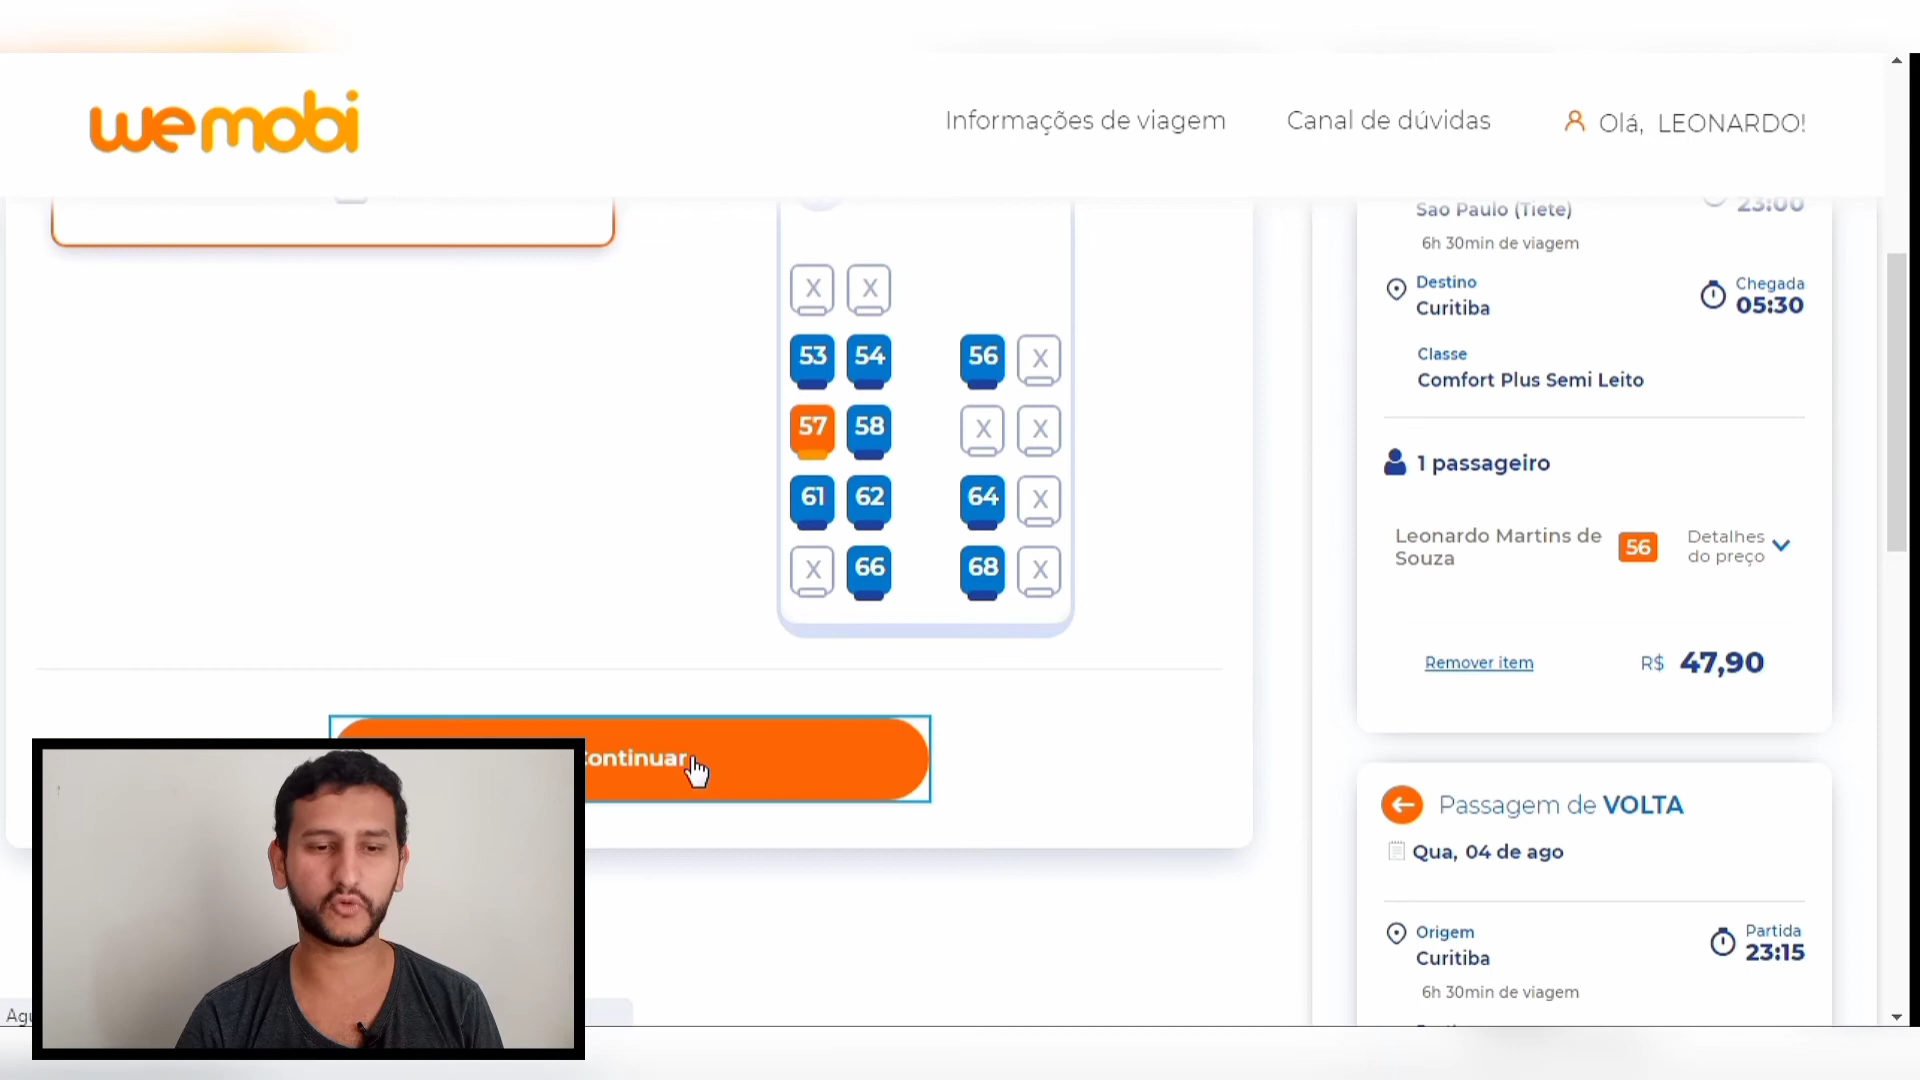 wemobi
Informações de viagem
Canal de dúvidas
Olá, LEONARDO!
X X
53 54 56 X
57 58 X X
61 62 64 X
X 66 68 X
Continuar
São Paulo (Tiete)
23:00
6h 30min de viagem
Destino
Curitiba
Chegada
05:30
Classe
Comfort Plus Semi Leito
1 passageiro
Leonardo Martins de
Souza
56
Detalhes
do preço
Remover item
R$ 47,90
Passagem de VOLTA
Qua, 04 de ago
Origem
Curitiba
Partida
23:15
6h 30min de viagem